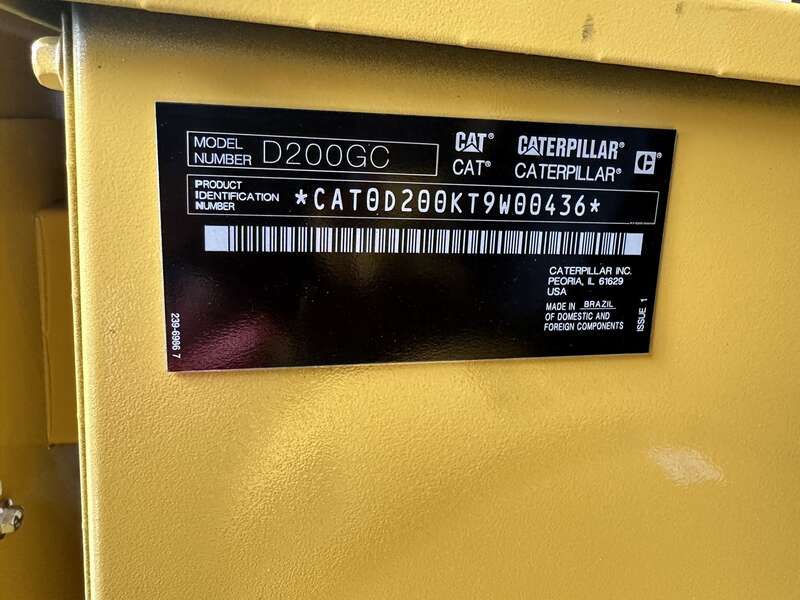 MODEL
NUMBER D200GC
CAT® CATERPILLAR®
CAT® CATERPILLAR®
C®
PRODUCT
IDENTIFICATION
NUMBER
*CAT0D200KT9W00436*
CATERPILLAR INC.
PEORIA, IL 61629
USA
MADE IN BRAZIL
OF DOMESTIC AND
FOREIGN COMPONENTS
ISSUE 1
239-6986 7